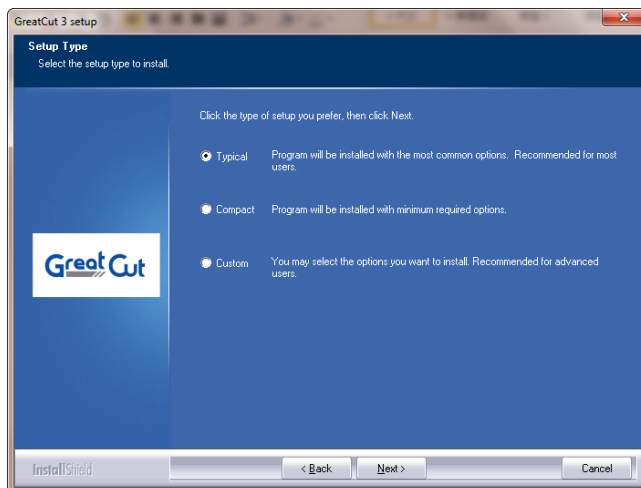 GreatCut 3 setup
Setup Type
Select the setup type to install.
Click the type of setup you prefer, then click Next.
Typical Program will be installed with the most common options. Recommended for most
users.
Compact Program will be installed with minimum required options.
Great Cut
Custom You may select the options you want to install. Recommended for advanced
users.
InstallShield
< Back Next > Cancel